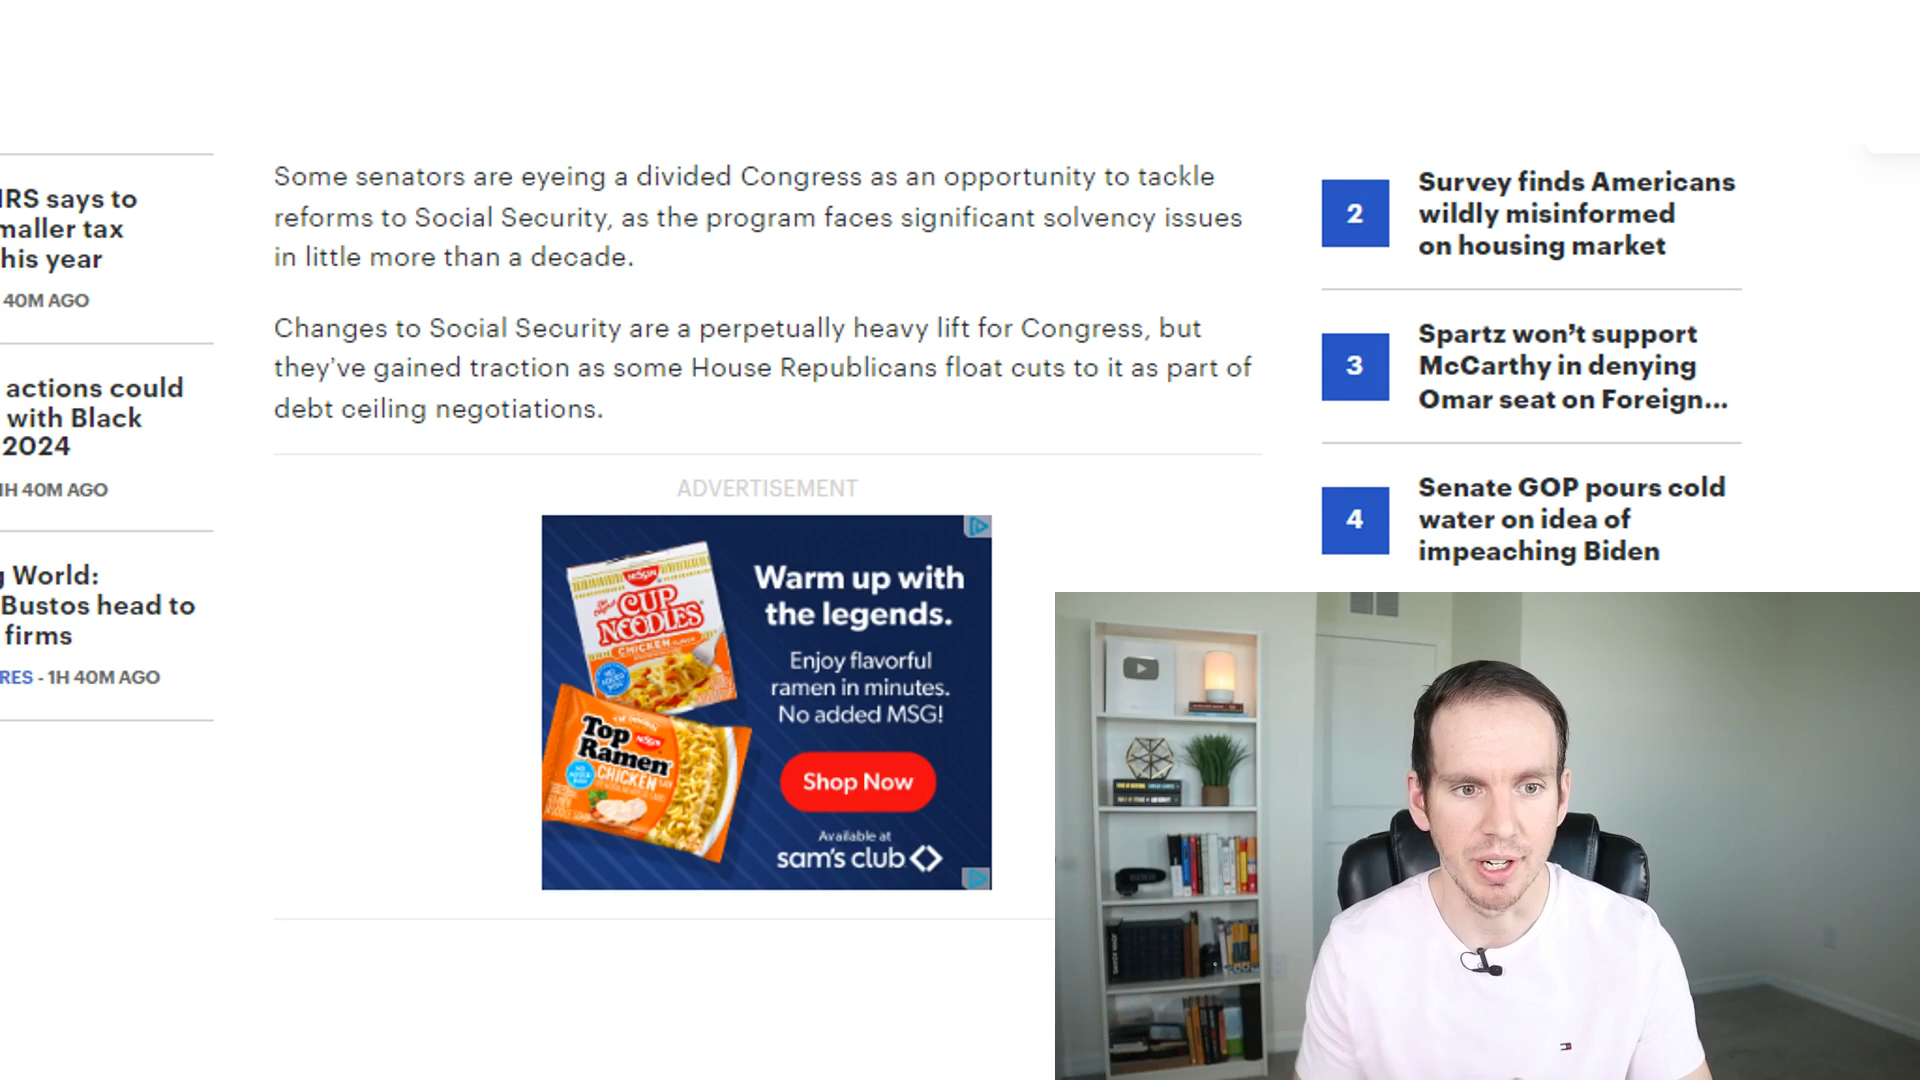 IRS says to
maller tax
his year
40M AGO
actions could
with Black
2024
1H 40M AGO
g World:
Bustos head to
firms
RES - 1H 40M AGO
Some senators are eyeing a divided Congress as an opportunity to tackle
reforms to Social Security, as the program faces significant solvency issues
in little more than a decade.
Changes to Social Security are a perpetually heavy lift for Congress, but
they've gained traction as some House Republicans float cuts to it as part of
debt ceiling negotiations.
ADVERTISEMENT
Nissin
CUP
NOODLES
CHICKEN
Top
Ramen
Nissin
CHICKEN
Warm up with
the legends.
Enjoy flavorful
ramen in minutes.
No added MSG!
Shop Now
Available at
sam's club
2
Survey finds Americans
wildly misinformed
on housing market
3
Spartz won't support
McCarthy in denying
Omar seat on Foreign...
4
Senate GOP pours cold
water on idea of
impeaching Biden